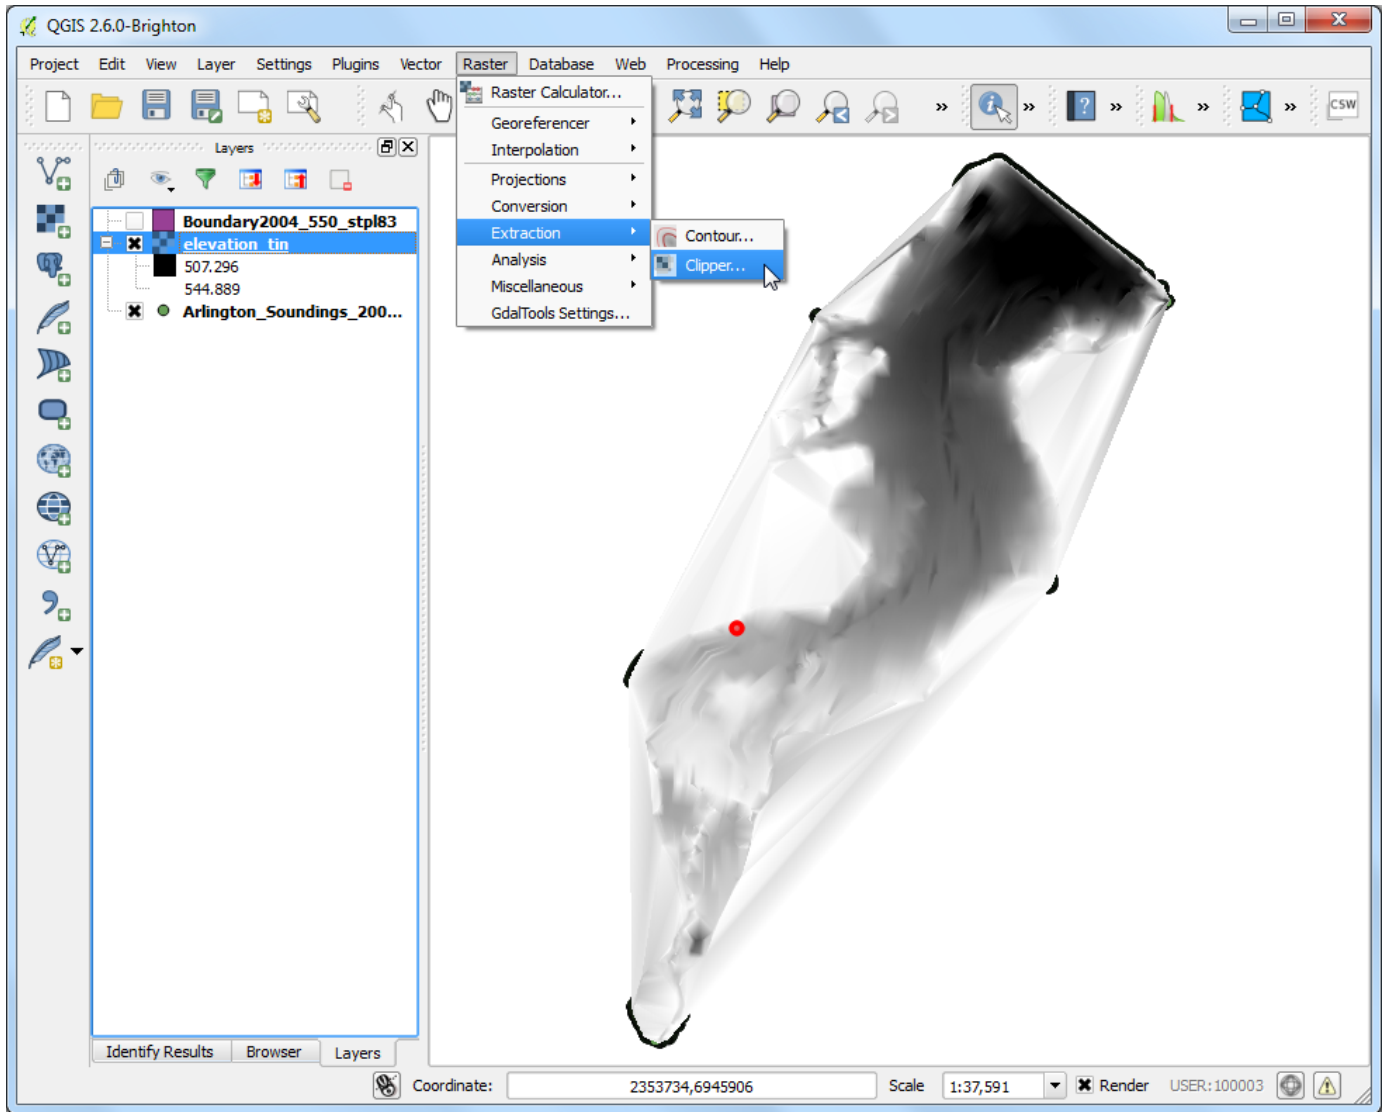 QGIS 2.6.0-Brighton
Project Edit View Layer Settings Plugins Vector Raster Database Web Processing Help
Raster Calculator...
Georeferencer
Interpolation
Projections
Conversion
Extraction
Analysis
Miscellaneous
GdalTools Settings...
Contour...
Clipper...
CSW
Layers
Boundary2004_550_stpl83
elevation_tin
507.296
544.889
Arlington_Soundings_200...
Identify Results Browser Layers
Coordinate: 2353734,6945906 Scale 1:37,591 Render USER:100003